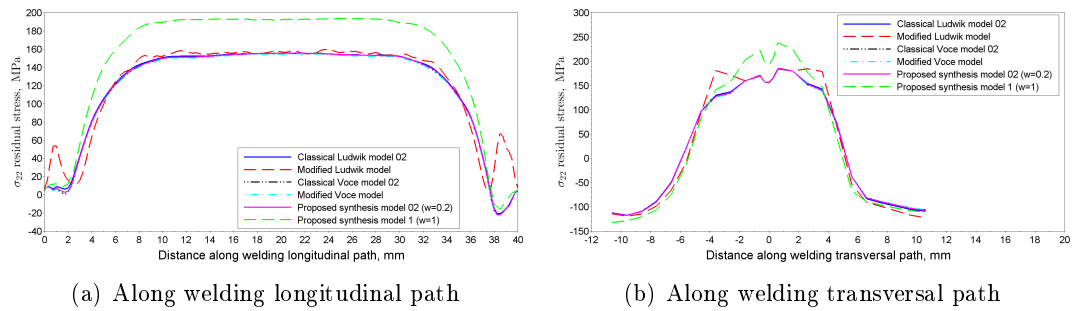 200
180
160
140
120
100
80
60
40
20
0
-20
-40
σ22 residual stress, MPa
Classical Ludwik model 02
Modified Ludwik model
Classical Voce model 02
Modified Voce model
Proposed synthesis model 02 (w=0.2)
Proposed synthesis model 1 (w=1)
0 2 4 6 8 10 12 14 16 18 20 22 24 26 28 30 32 34 36 38 40
Distance along welding longitudinal path, mm
(a) Along welding longitudinal path
300
250
200
150
100
50
0
-50
-100
-150
σ22 residual stress, MPa
Classical Ludwik model 02
Modified Ludwik model
Classical Voce model 02
Modified Voce model
Proposed synthesis model 02 (w=0.2)
Proposed synthesis model 1 (w=1)
-12 -10 -8 -6 -4 -2 0 2 4 6 8 10 12 14 16 18 20
Distance along welding transversal path, mm
(b) Along welding transversal path